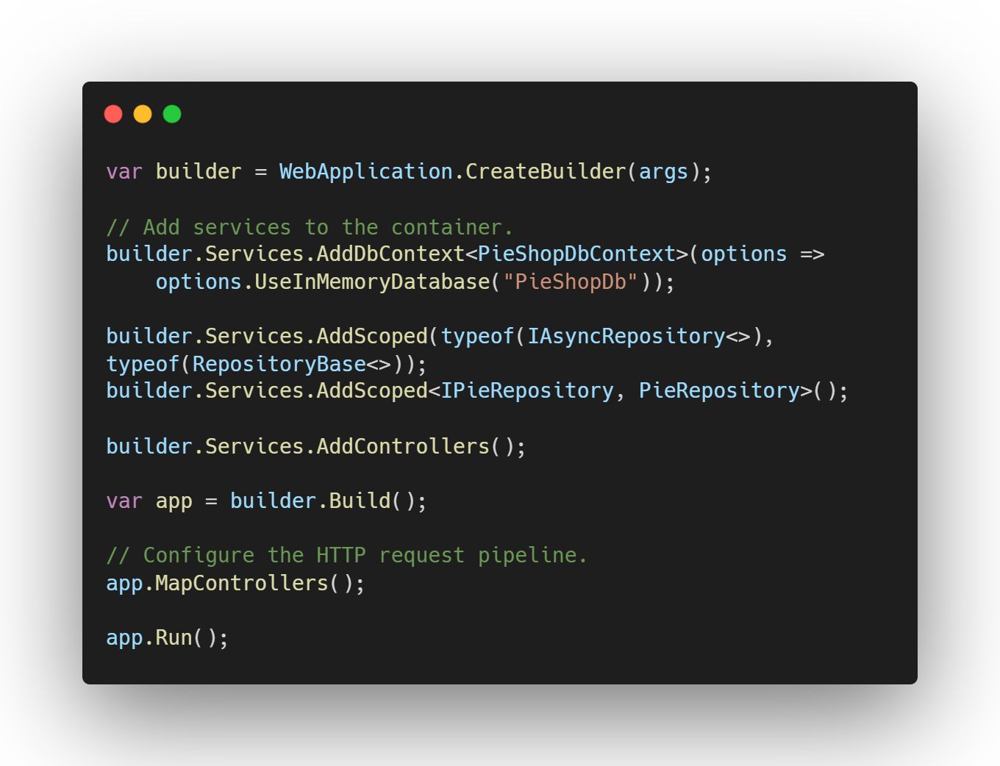 var builder = WebApplication.CreateBuilder(args);
// Add services to the container.
builder.Services.AddDbContext<PieShopDbContext>(options =>
    options.UseInMemoryDatabase("PieShopDb"));
builder.Services.AddScoped(typeof(IAsyncRepository<>),
typeof(RepositoryBase<>));
builder.Services.AddScoped<IPieRepository, PieRepository>();
builder.Services.AddControllers();
var app = builder.Build();
// Configure the HTTP request pipeline.
app.MapControllers();
app.Run();